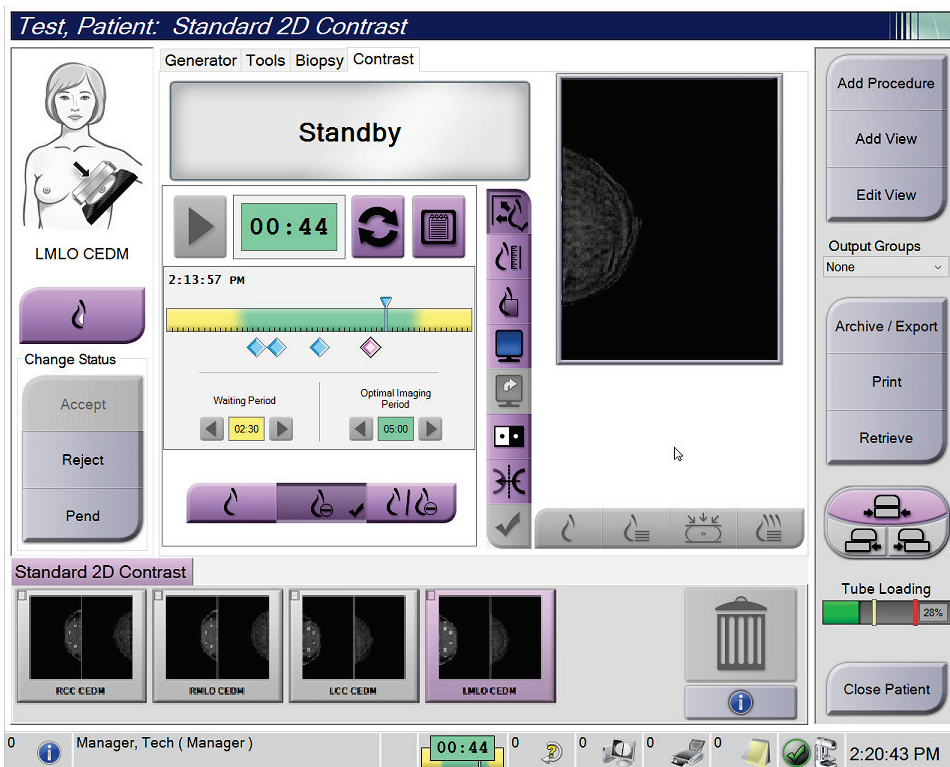 Test, Patient:  Standard 2D Contrast
Generator Tools Biopsy Contrast
Standby
LMLO CEDM
00:44
2:13:57 PM
Waiting Period
02:30
Optimal Imaging
Period
05:00
Change Status
Accept
Reject
Pend
Add Procedure
Add View
Edit View
Output Groups
None
Archive / Export
Print
Retrieve
Tube Loading
28%
Close Patient
Standard 2D Contrast
RCC CEDM
RMLO CEDM
LCC CEDM
LMLO CEDM
0
Manager, Tech ( Manager )
00:44
0
0
0
0
2:20:43 PM